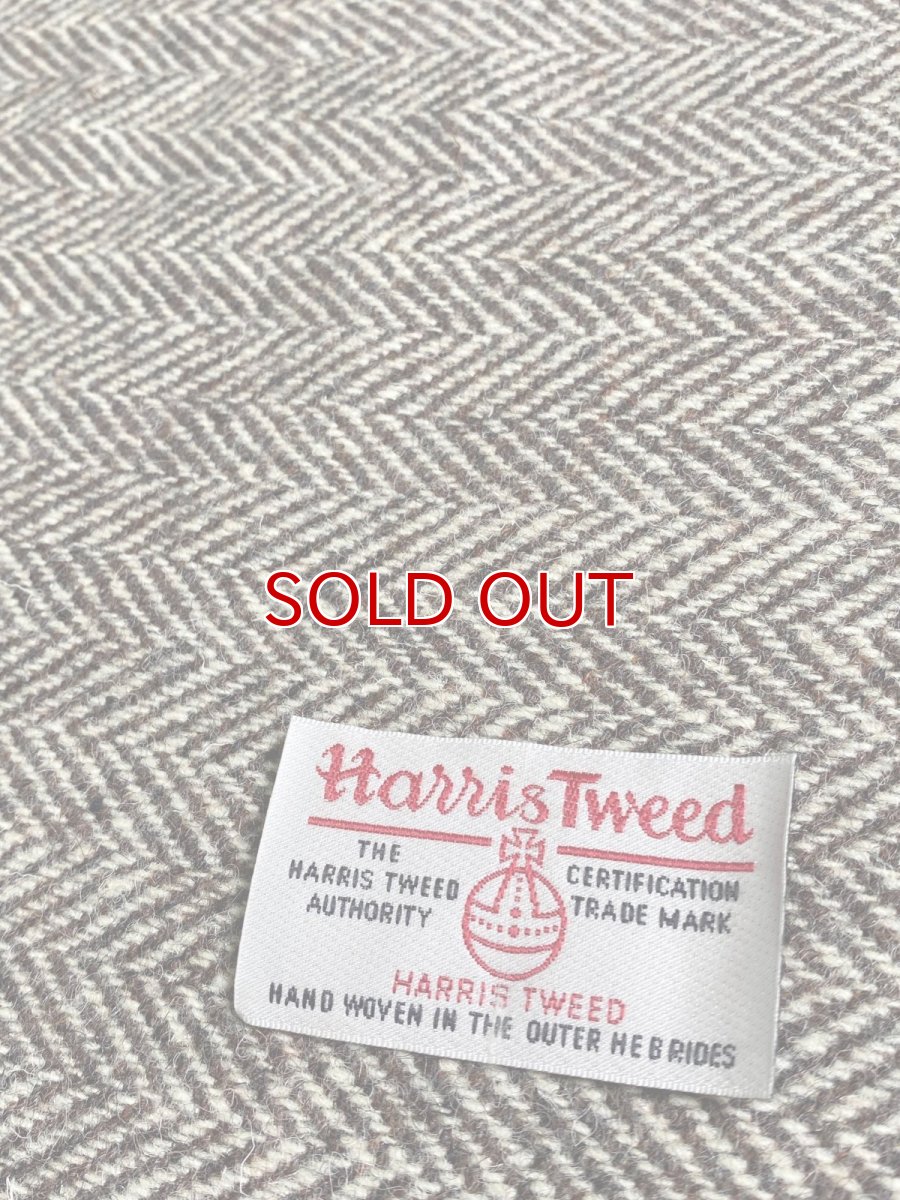 SOLD OUT
Harris Tweed
THE
HARRIS TWEED
AUTHORITY
CERTIFICATION
TRADE MARK
HARRIS TWEED
HAND WOVEN IN THE OUTER HEBRIDES